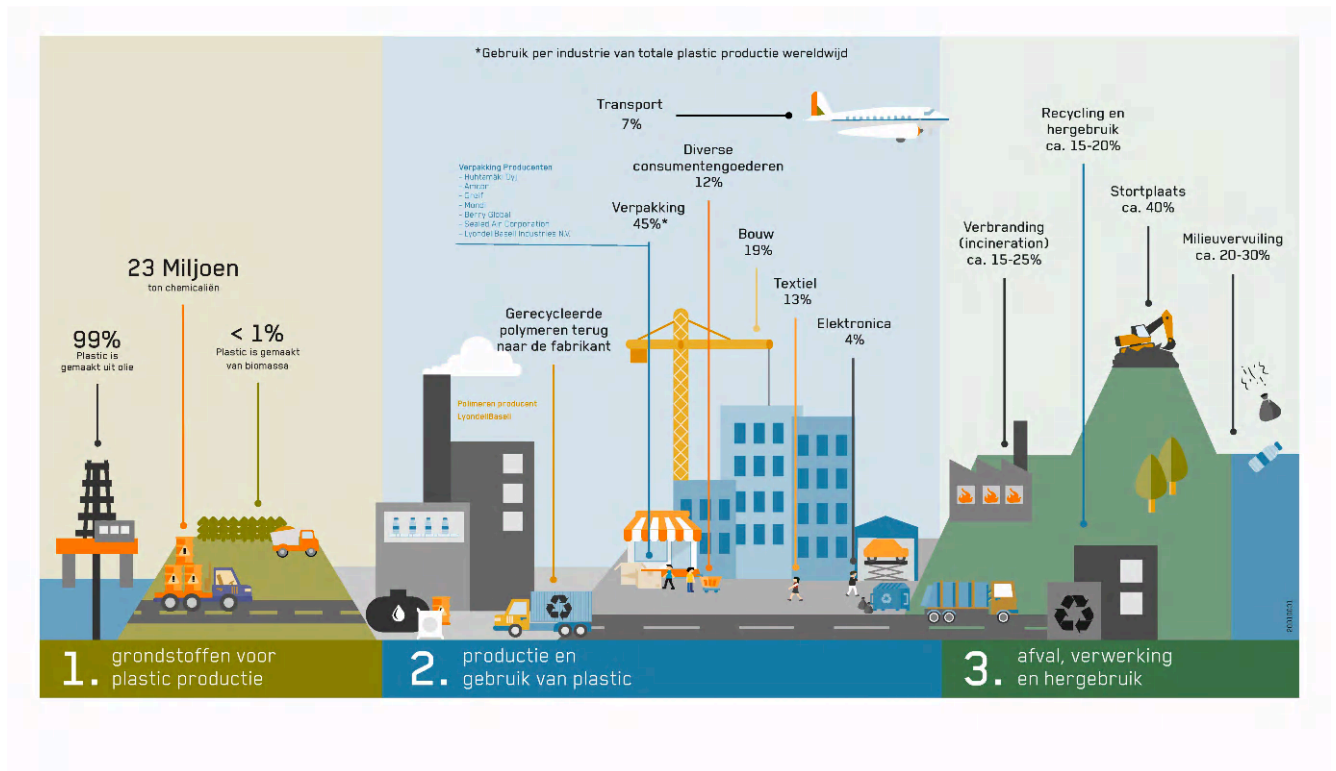 *Gebruik per industrie van totale plastic productie wereldwijd
99%
Plastic is
gemaakt uit olie
23 Miljoen
ton chemicaliën
< 1%
Plastic is gemaakt
van biomassa
Transport
7%
Verpakking Producenten
- Huhtamäki Oyj
- Amcor
- Mondi
- Berry Global
- Sealed Air Corporation
- Lyondel Basell Industries N.V.
Diverse
consumentengoederen
12%
Verpakking
45%*
Bouw
19%
Textiel
13%
Elektronica
4%
Gerecycleerde
polymeren terug
naar de fabrikant
Polimeren producent
LyondellBasell
Recycling en
hergebruik
ca. 15-20%
Stortplaats
ca. 40%
Verbranding
(incineration)
ca. 15-25%
Milieuvervuiling
ca. 20-30%
1. grondstoffen voor
plastic productie
2. productie en
gebruik van plastic
3. afval, verwerking
en hergebruik